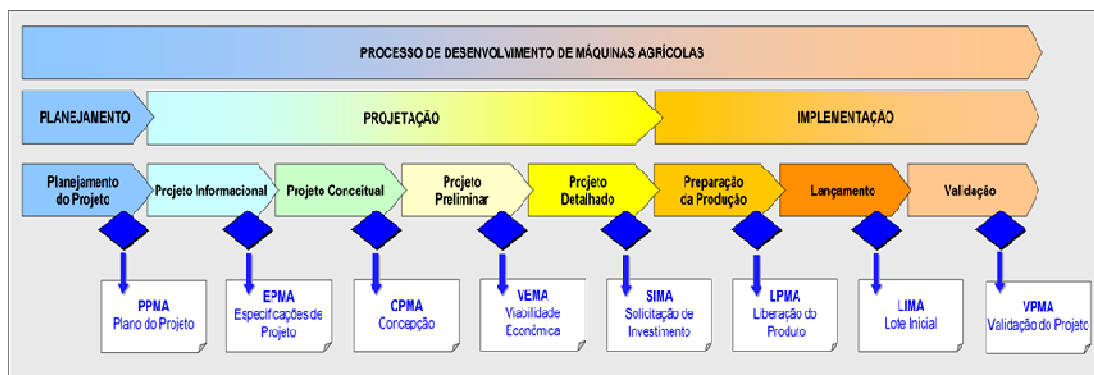 PROCESSO DE DESENVOLVIMENTO DE MÁQUINAS AGRÍCOLAS
PLANEJAMENTO
PROJETAÇÃO
IMPLEMENTAÇÃO
Planejamento
do Projeto
Projeto Informacional
Projeto Conceitual
Projeto
Preliminar
Projeto
Detalhado
Preparação
da Produção
Lançamento
Validação
PPMA
Plano do Projeto
EPMA
Especificações de
Projeto
CPMA
Concepção
VEMA
Viabilidade
Econômica
SIMA
Solicitação de
Investimento
LPMA
Liberação do
Produto
LIMA
Lote Inicial
VPMA
Validação do Projeto